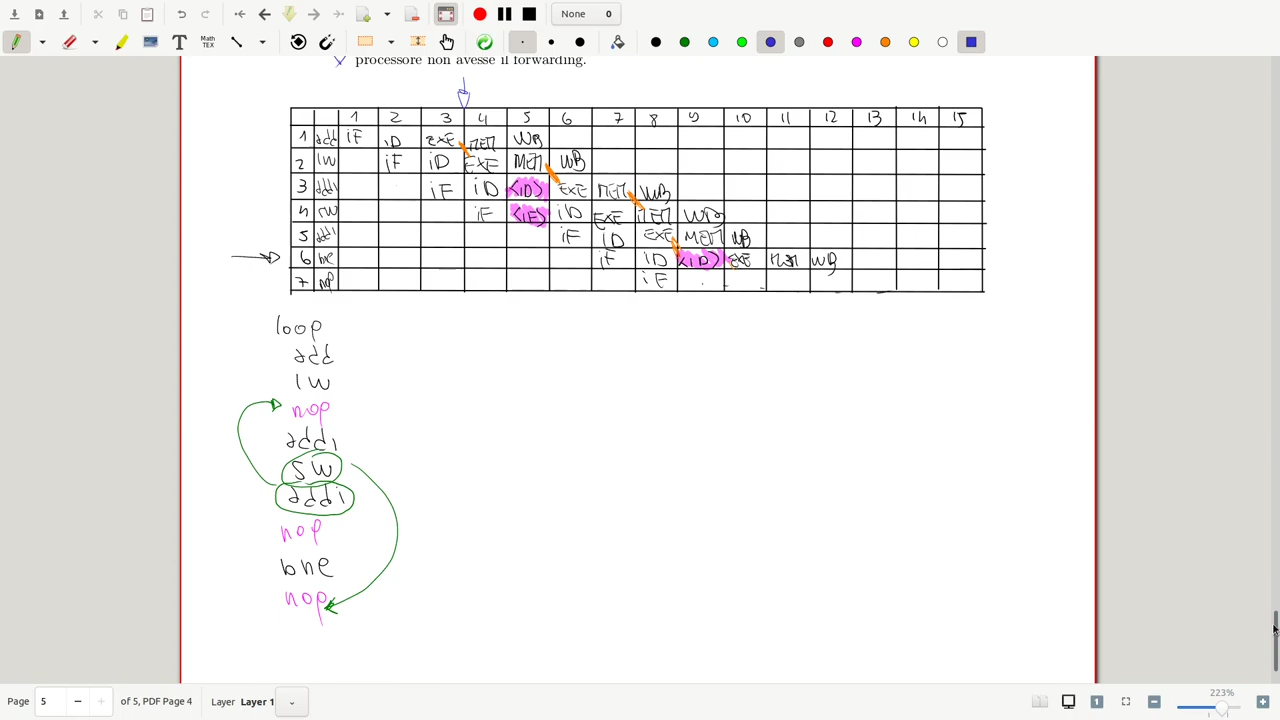 None 0
Math
TEX
processore non avesse il forwarding.
1 2 3 4 5 6 7 8 9 10 11 12 13 14 15
1 add iF iD EXE MEM WB
2 lw iF iD EXE MEM WB
3 addi iF iD (iD) EXE MEM WB
4 sw iF (iF) iD EXE MEM WB
5 addi iF iD EXE MEM WB
6 bne iF iD (iD) EXE MEM WB
7 nop iF
loop
add
lw
nop
addi
SW
addi
nop
bne
nop
Page 5 of 5, PDF Page 4 Layer Layer 1 223%